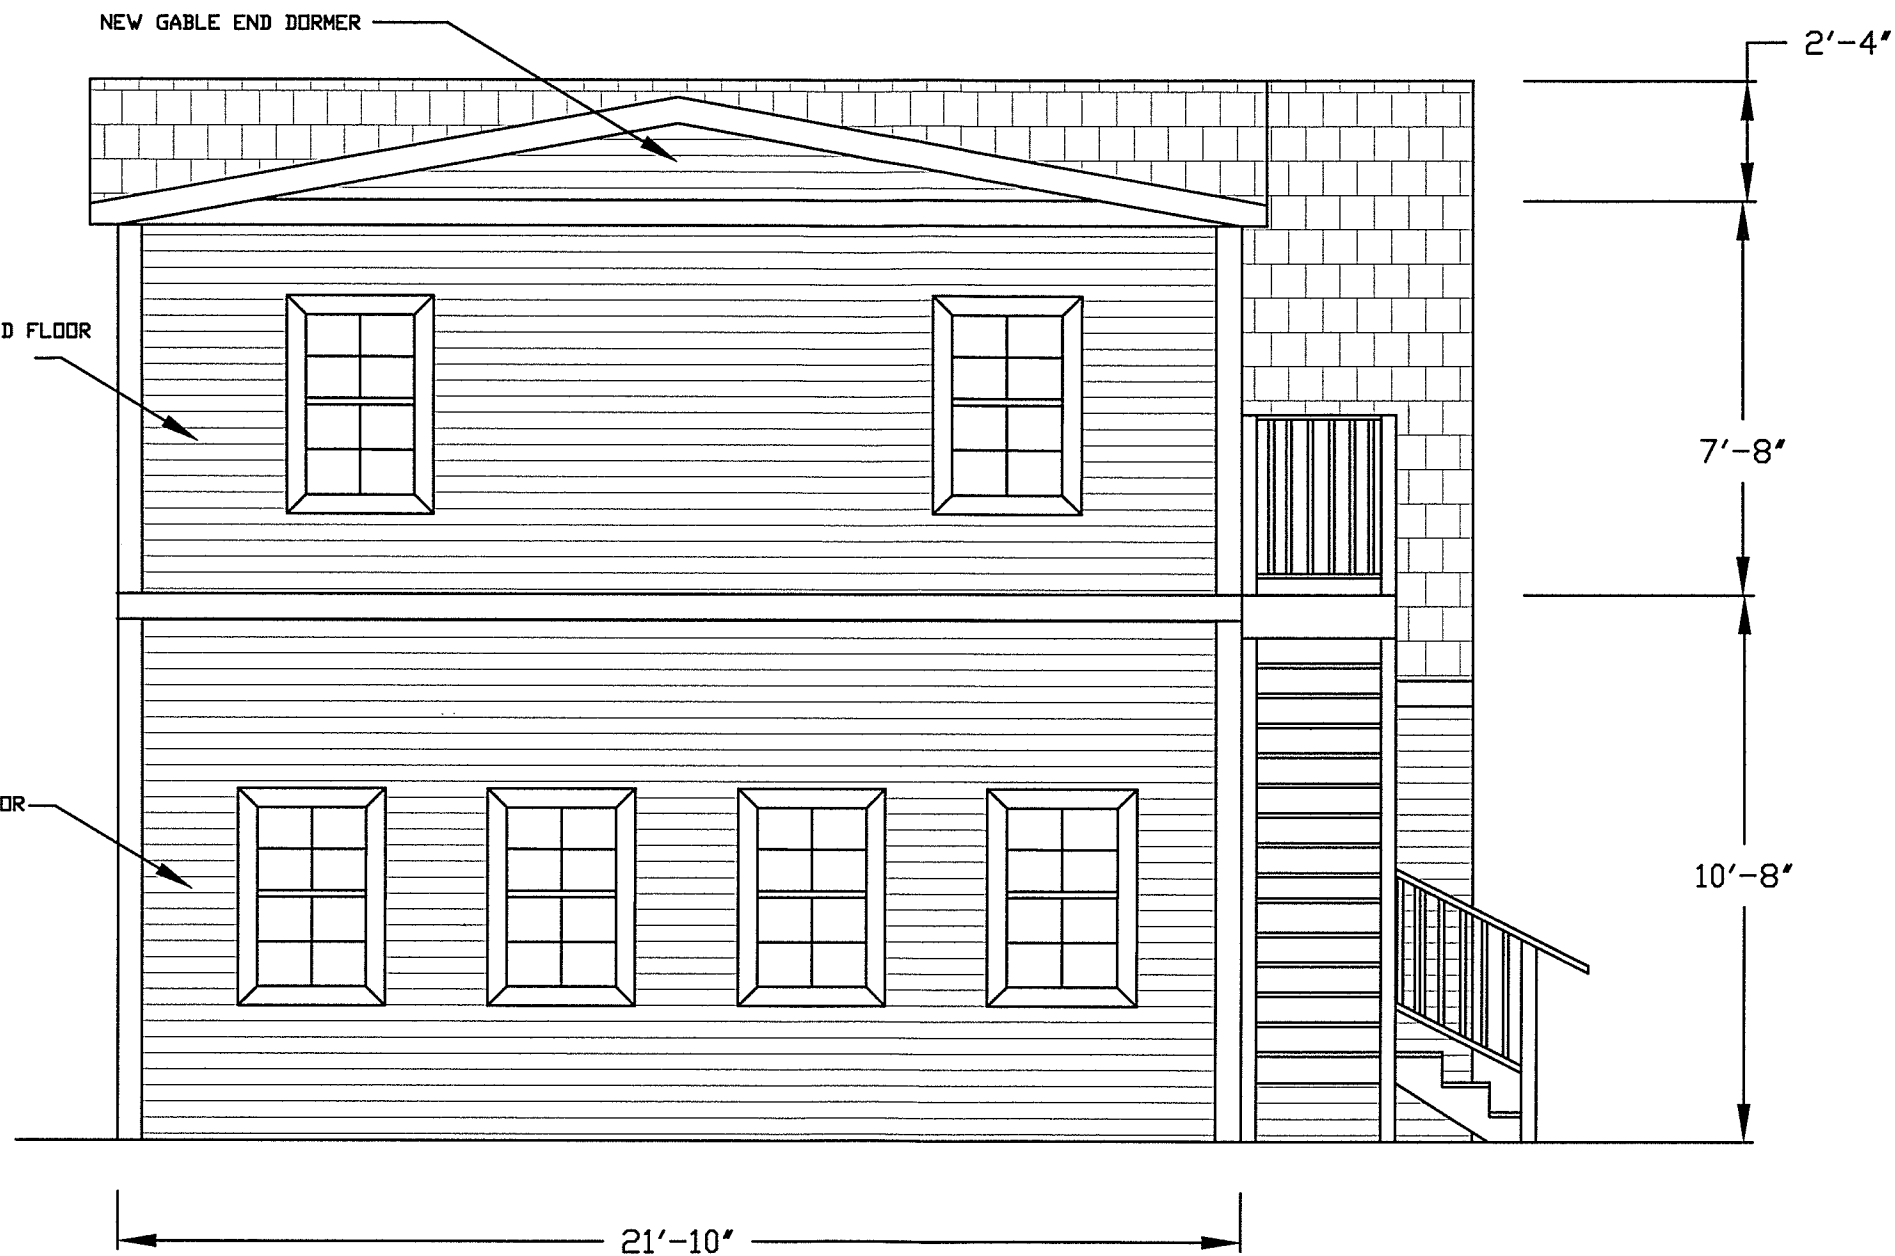 NEW GABLE END DORMER
2'-4"
D FLOOR
7'-8"
OR
10'-8"
21'-10"